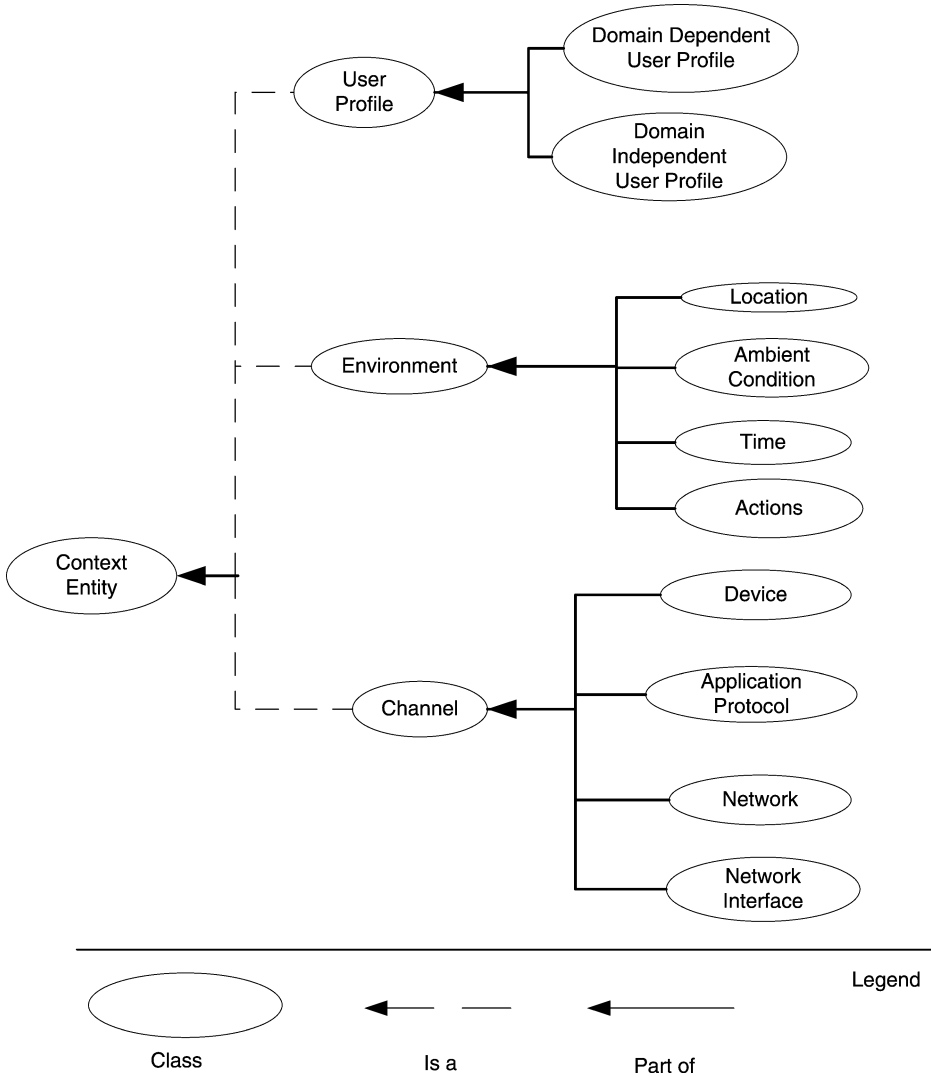 Domain Dependent
User Profile
User
Profile
Domain
Independent
User Profile
Location
Ambient
Condition
Environment
Time
Actions
Context
Entity
Device
Application
Protocol
Channel
Network
Network
Interface
Legend
Class
Is a
Part of